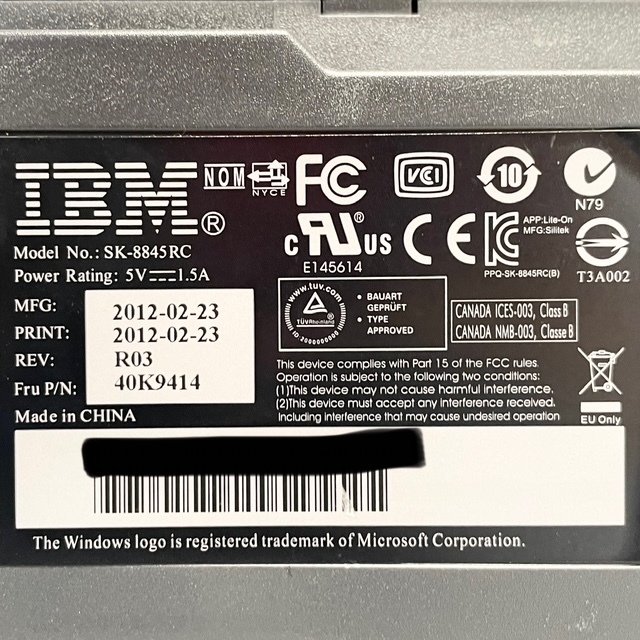 IBM®
NOM
NYCE
FC
VCI
10
N79
c RU® US
E145614
CE
APP:Lite-On
MFG:Silitek
PPQ-SK-8845RC(B)
T3A002
Model No.: SK-8845RC
Power Rating: 5V⎓1.5A
MFG: 2012-02-23
PRINT: 2012-02-23
REV: R03
Fru P/N: 40K9414
Made in CHINA
www.tuv.com
TÜVRheinland
ID:2000000000
• BAUART
GEPRÜFT
• TYPE
APPROVED
CANADA ICES-003, Class B
CANADA NMB-003, Classe B
This device complies with Part 15 of the FCC rules.
Operation is subject to the following two conditions:
(1)This device may not cause harmful interference.
(2)This device must accept any interference received.
Including interference that may cause undesired operation
EU Only
The Windows logo is registered trademark of Microsoft Corporation.